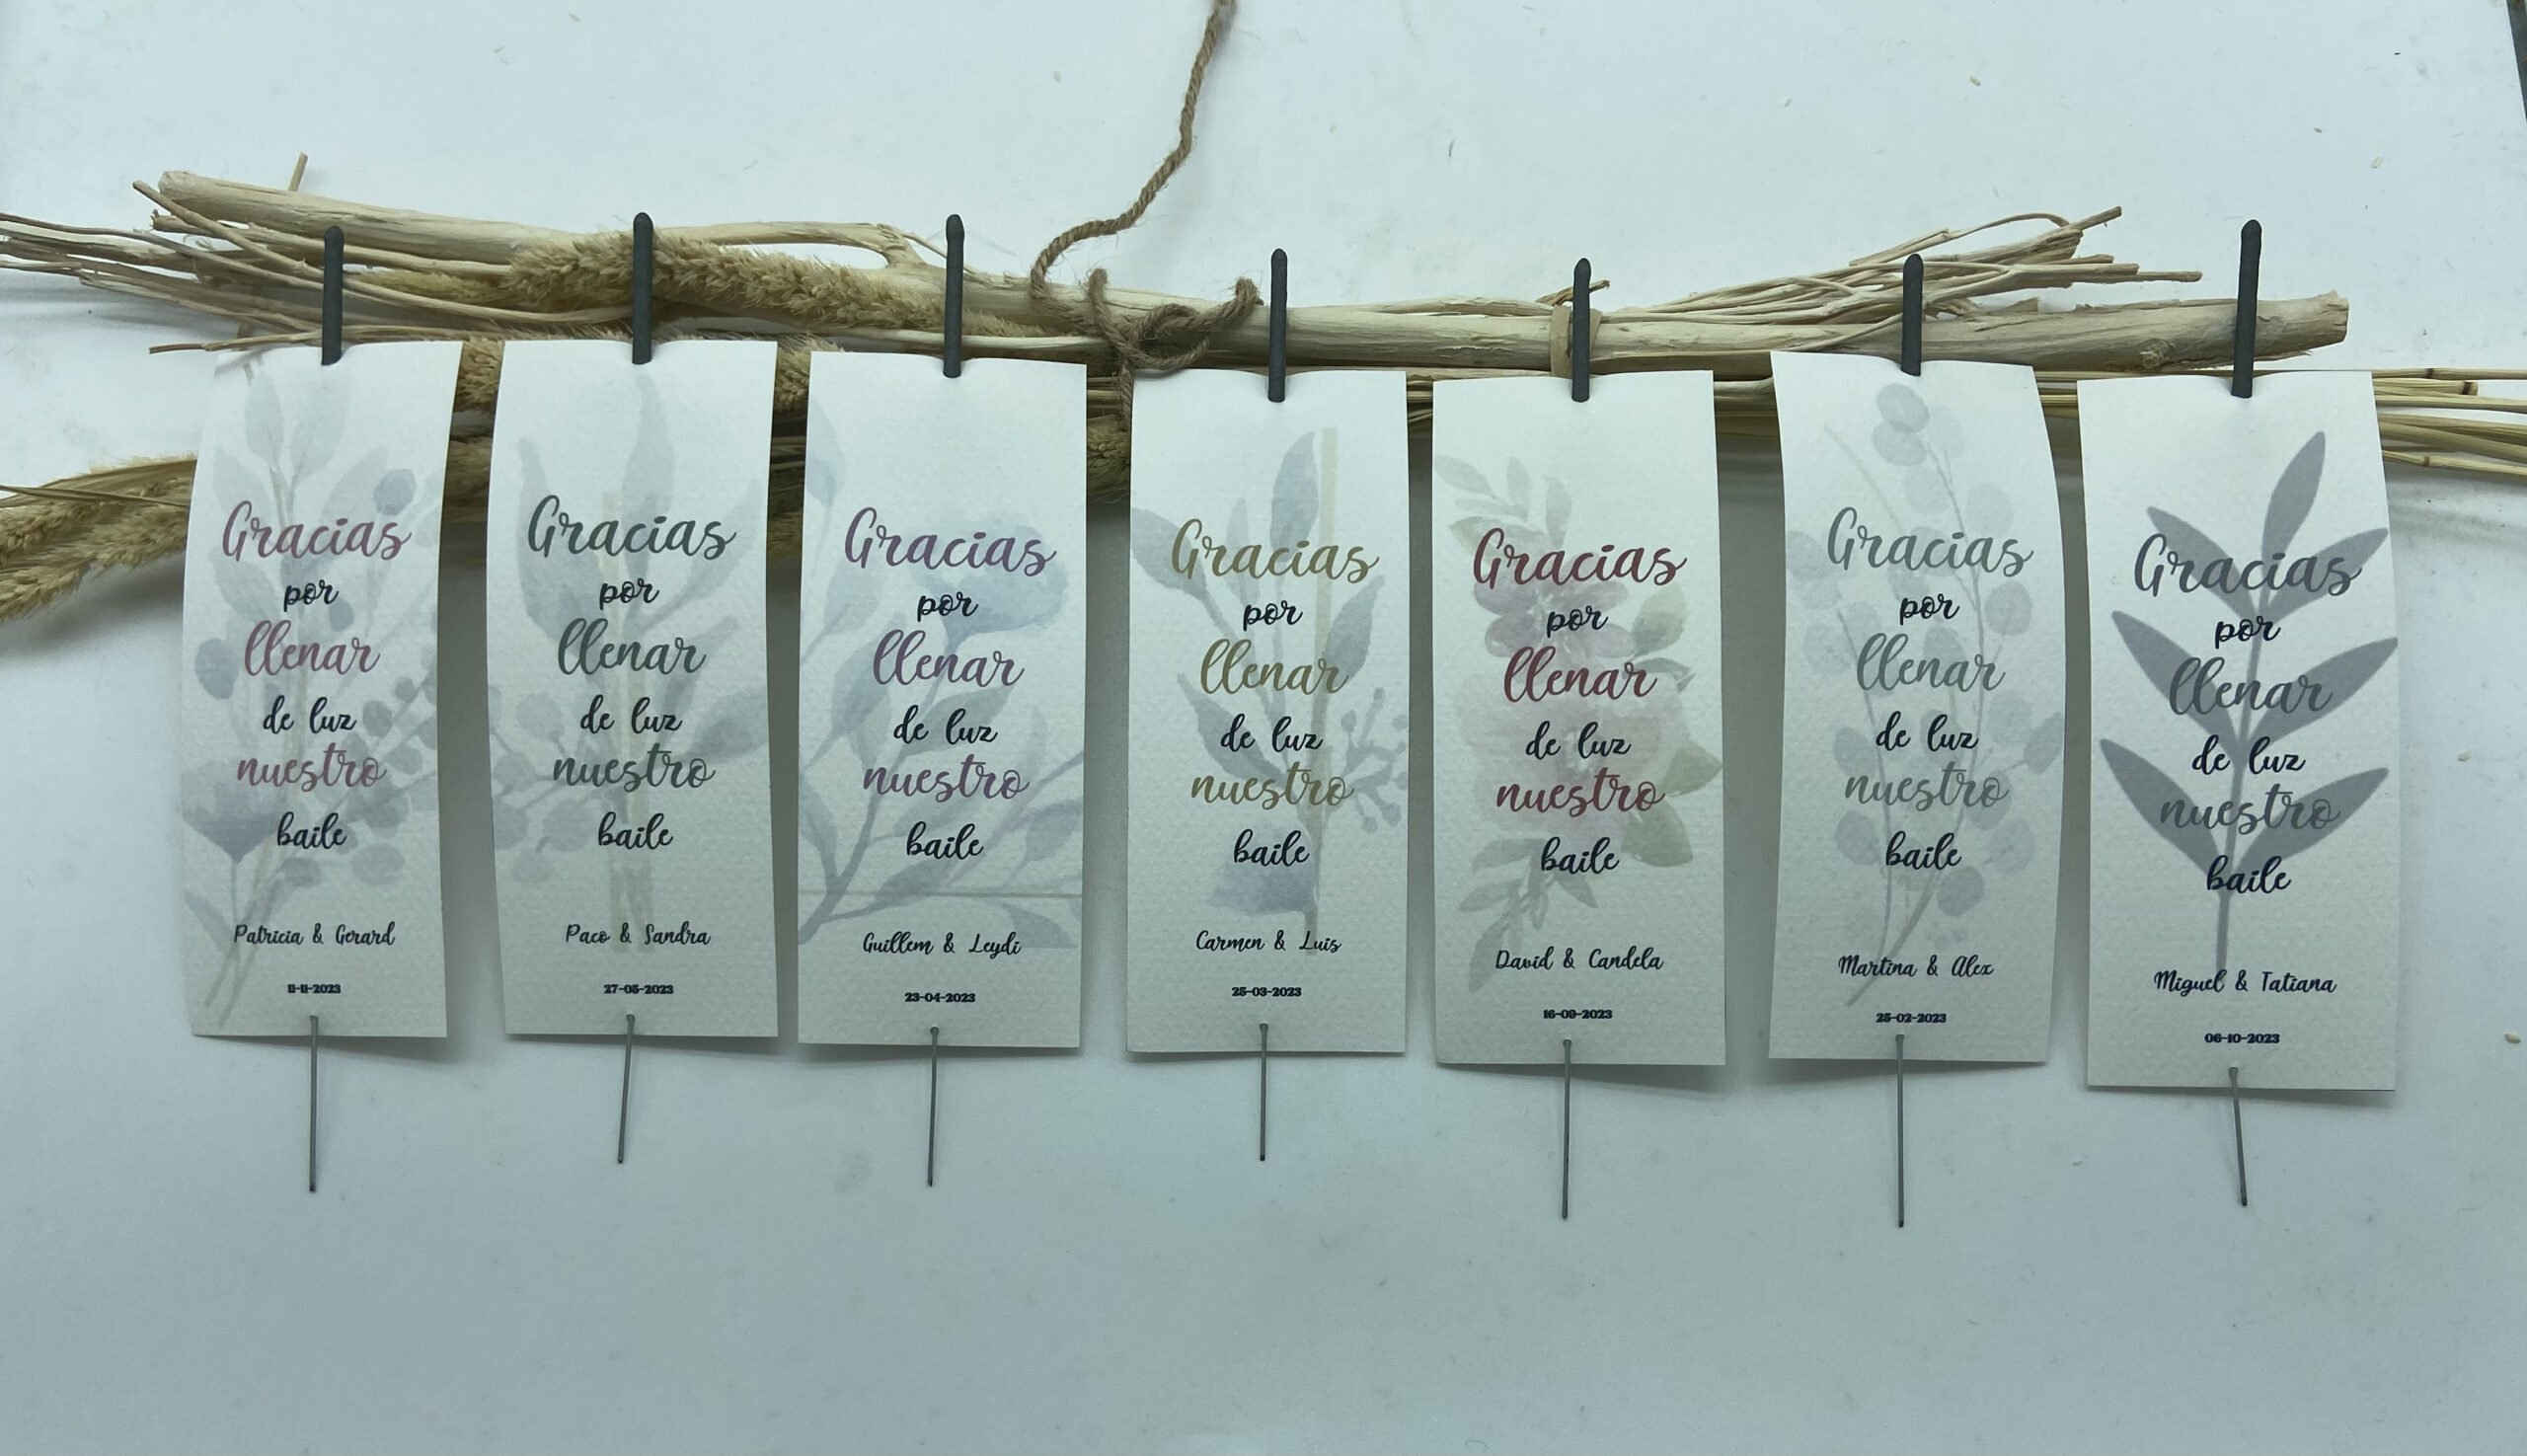 Gracias
por
llenar
de luz
nuestro
baile
Patricia & Gerard
11-11-2023
Gracias
por
llenar
de luz
nuestro
baile
Paco & Sandra
27-05-2023
Gracias
por
llenar
de luz
nuestro
baile
Guillem & Leydi
23-04-2023
Gracias
por
llenar
de luz
nuestro
baile
Carmen & Luis
25-03-2023
Gracias
por
llenar
de luz
nuestro
baile
David & Candela
16-09-2023
Gracias
por
llenar
de luz
nuestro
baile
Martina & Alex
25-02-2023
Gracias
por
llenar
de luz
nuestro
baile
Miguel & Tatiana
06-10-2023